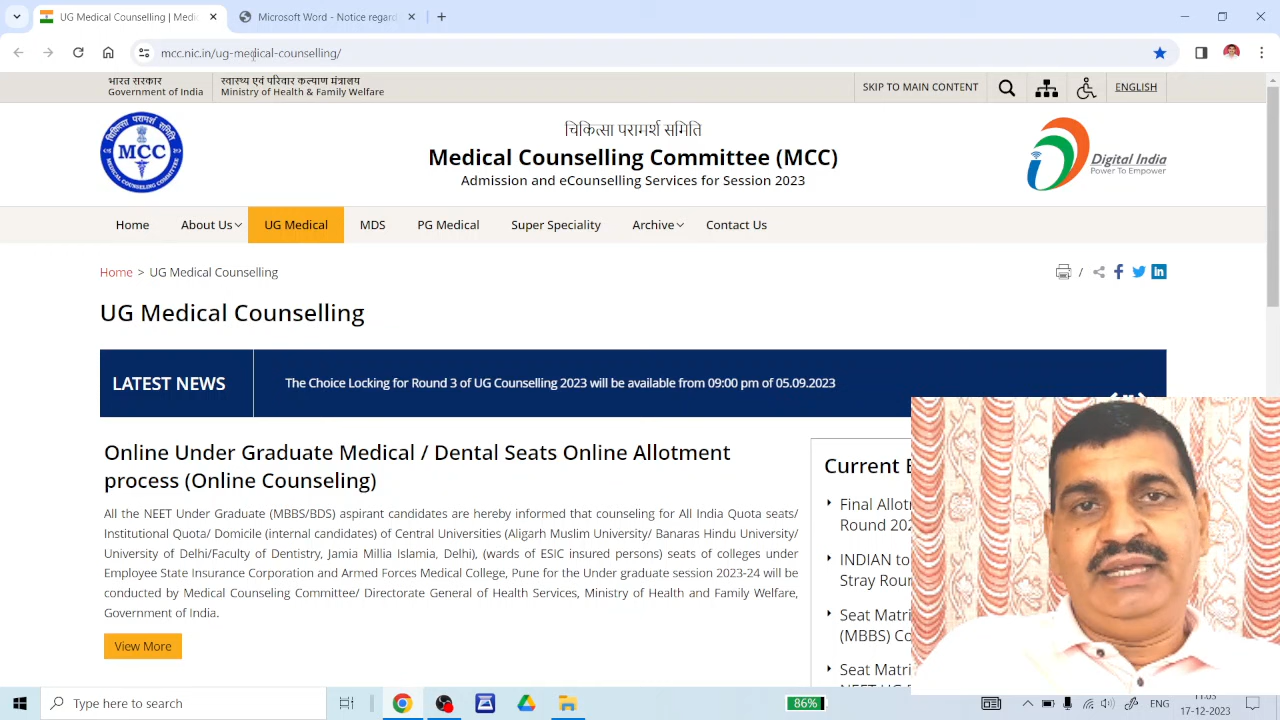 UG Medical Counselling | Medi
Microsoft Word - Notice regard
mcc.nic.in/ug-medical-counselling/
भारत सरकार
Government of India
स्वास्थ्य एवं परिवार कल्याण मंत्रालय
Ministry of Health & Family Welfare
SKIP TO MAIN CONTENT
ENGLISH
चिकित्सा परामर्श समिति
MCC
MEDICAL COUNSELLING COMMITTEE
चिकित्सा परामर्श समिति
Medical Counselling Committee (MCC)
Admission and eCounselling Services for Session 2023
Digital India
Power To Empower
Home
About Us
UG Medical
MDS
PG Medical
Super Speciality
Archive
Contact Us
Home > UG Medical Counselling
/
UG Medical Counselling
LATEST NEWS
The Choice Locking for Round 3 of UG Counselling 2023 will be available from 09:00 pm of 05.09.2023
Online Under Graduate Medical / Dental Seats Online Allotment
process (Online Counseling)
All the NEET Under Graduate (MBBS/BDS) aspirant candidates are hereby informed that counseling for All India Quota seats/
Institutional Quota/ Domicile (internal candidates) of Central Universities (Aligarh Muslim University/ Banaras Hindu University/
University of Delhi/Faculty of Dentistry, Jamia Millia Islamia, Delhi), (wards of ESIC insured persons) seats of colleges under
Employee State Insurance Corporation and Armed Forces Medical College, Pune for the Under graduate session 2023-24 will be
conducted by Medical Counseling Committee/ Directorate General of Health Services, Ministry of Health and Family Welfare,
Government of India.
View More
Current E
Final Allot
Round 202
INDIAN to
Stray Roun
Seat Matri
(MBBS) Co
Seat Matri
Type here to search
86%
ENG
17-12-2023